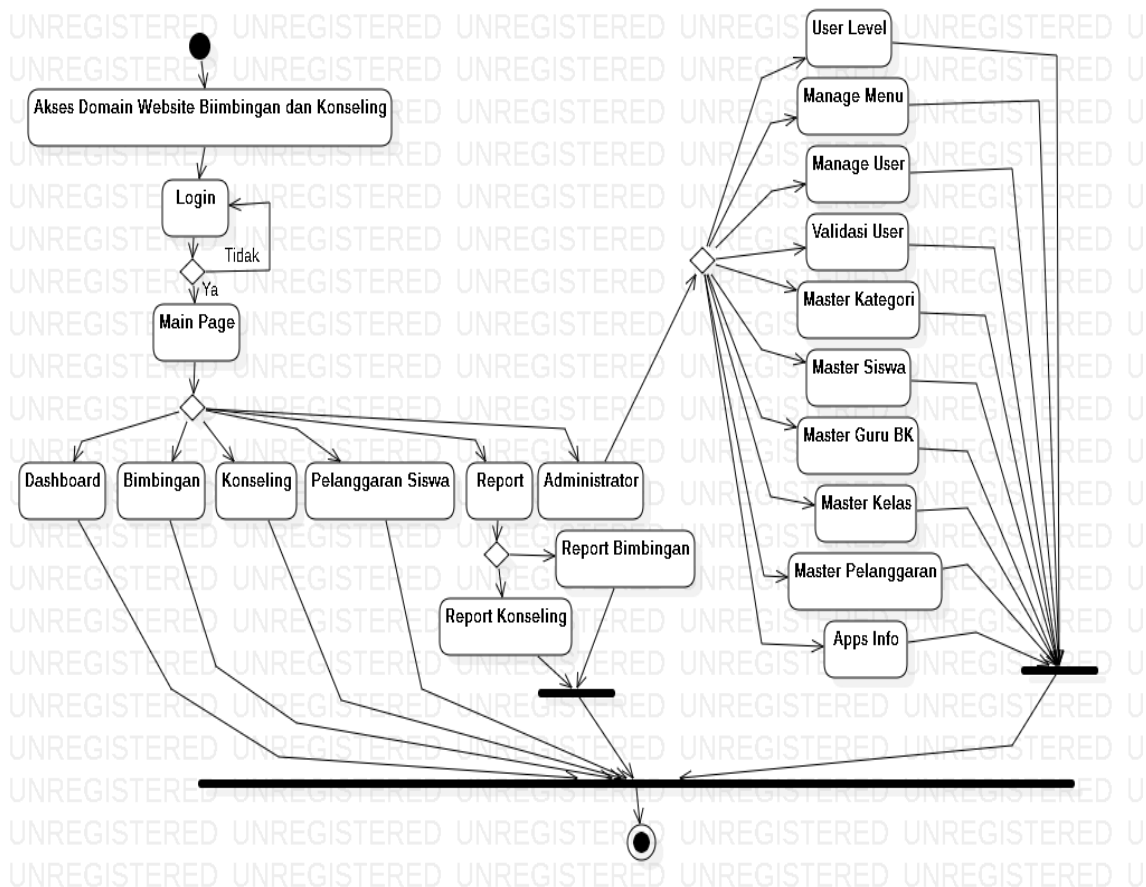 UNREGISTERED
User Level
Akses Domain Website Biimbingan dan Konseling
Manage Menu
Login
Manage User
Tidak
Validasi User
Ya
Main Page
Master Kategori
Master Siswa
Master Guru BK
Dashboard
Bimbingan
Konseling
Pelanggaran Siswa
Report
Administrator
Master Kelas
Report Bimbingan
Master Pelanggaran
Report Konseling
Apps Info